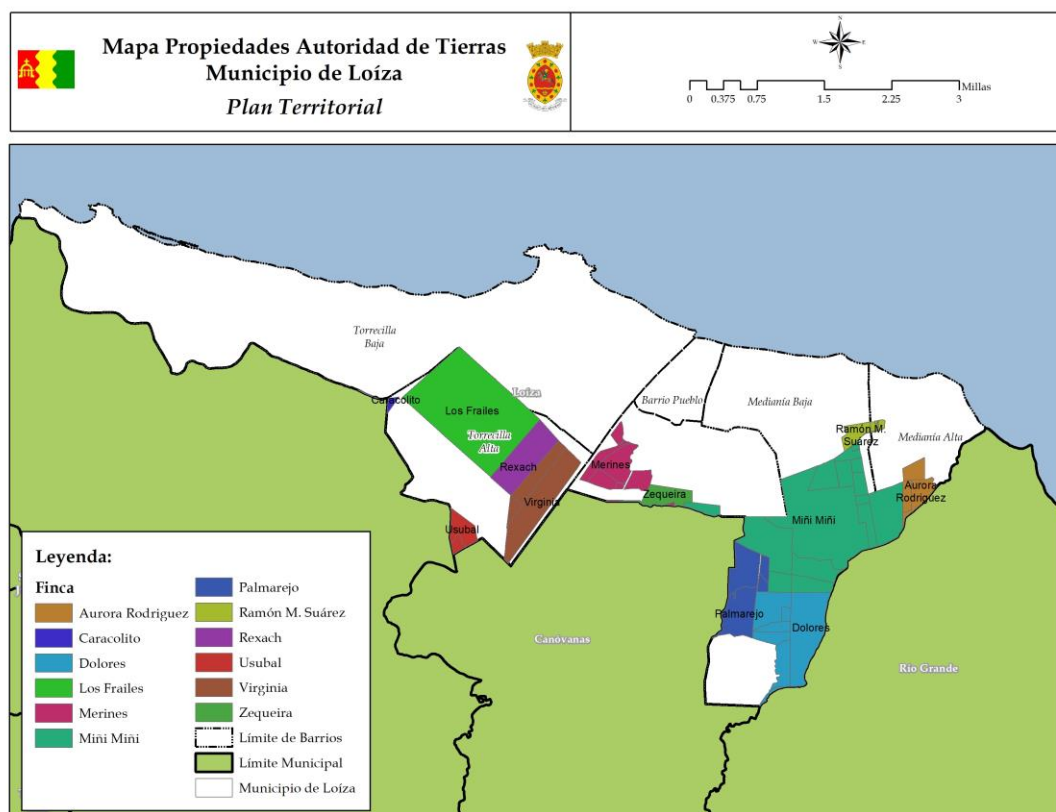 Mapa Propiedades Autoridad de Tierras
Municipio de Loíza
Plan Territorial
N
W
E
S
0 0.375 0.75 1.5 2.25 3 Millas
Torrecilla
Baja
Loíza
Caracolito
Los Frailes
Torrecilla
Alta
Rexach
Virginia
Usubal
Barrio Pueblo
Medianía Baja
Merines
Zequeira
Ramón M.
Suárez
Medianía Alta
Aurora
Rodriguez
Miñi Miñi
Palmarejo
Dolores
Canóvanas
Río Grande
Leyenda:
Finca
Aurora Rodriguez
Caracolito
Dolores
Los Frailes
Merines
Miñi Miñi
Palmarejo
Ramón M. Suárez
Rexach
Usubal
Virginia
Zequeira
Límite de Barrios
Límite Municipal
Municipio de Loíza